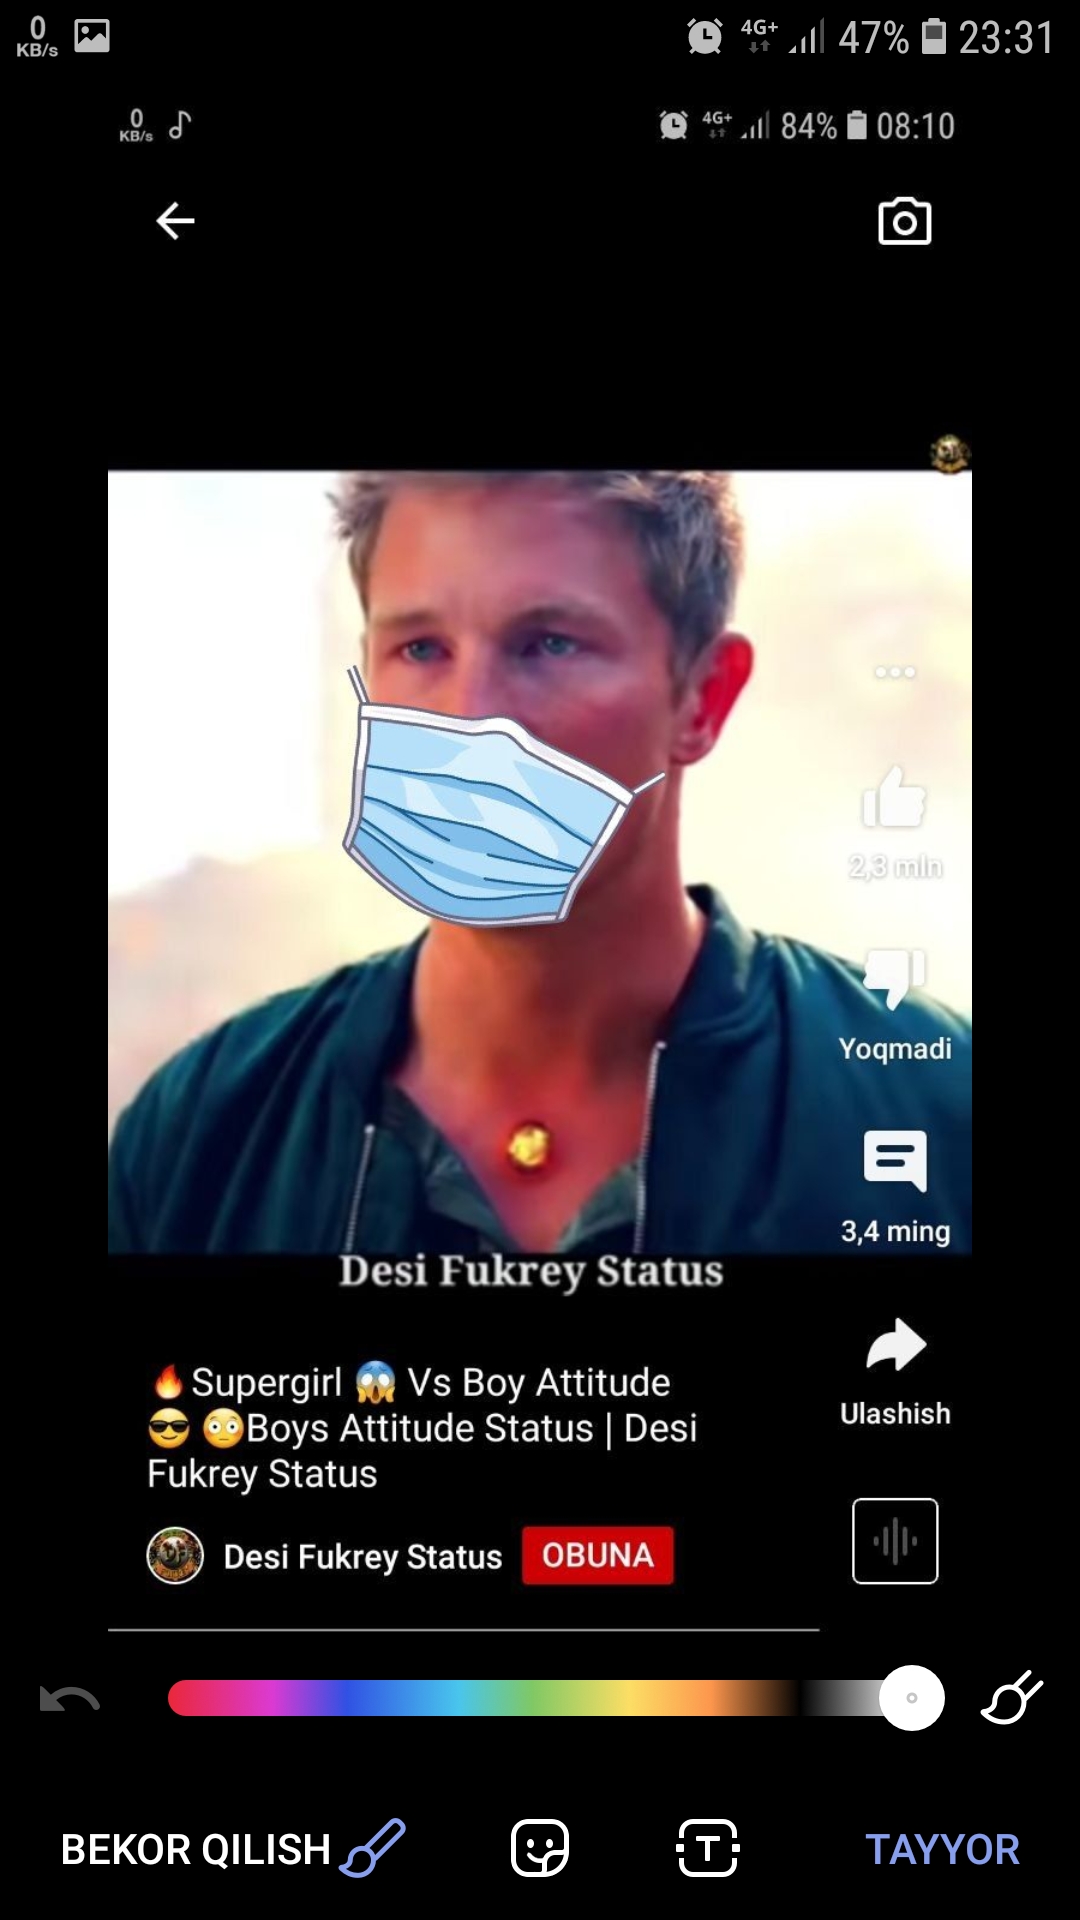 0
KB/s
4G+
47%
23:31
0
KB/s
4G+
84%
08:10
2,3 mln
Yoqmadi
3,4 ming
Desi Fukrey Status
🔥Supergirl 😱 Vs Boy Attitude
😎 😳Boys Attitude Status | Desi
Fukrey Status
Ulashish
Desi Fukrey Status
OBUNA
BEKOR QILISH
T
TAYYOR